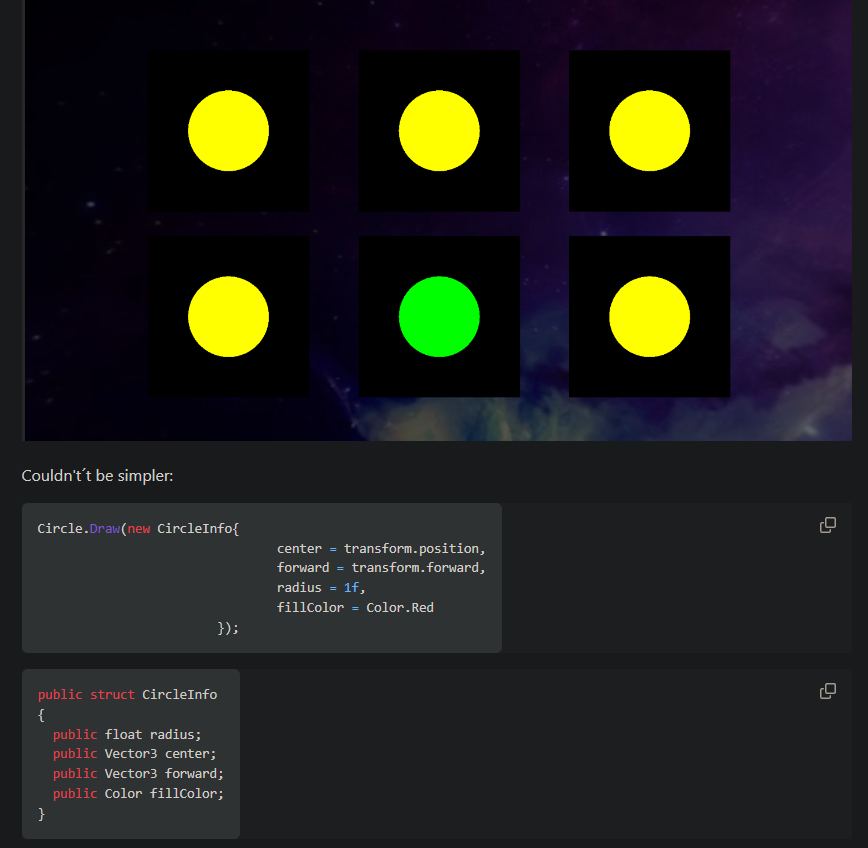 Couldn't´t be simpler:
Circle.Draw(new CircleInfo{
center = transform.position,
forward = transform.forward,
radius = 1f,
fillColor = Color.Red
});
public struct CircleInfo
{
public float radius;
public Vector3 center;
public Vector3 forward;
public Color fillColor;
}